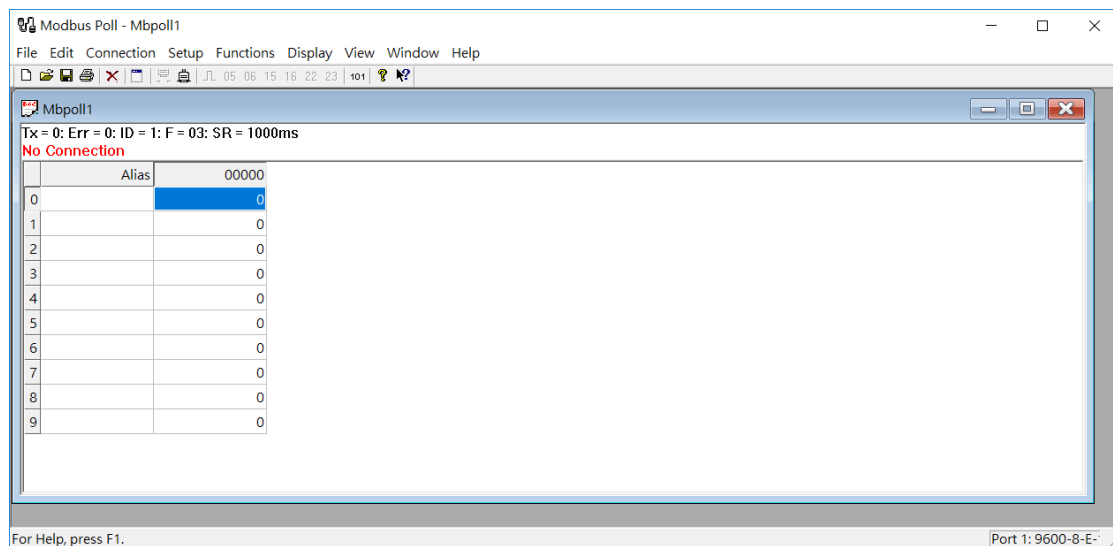 Modbus Poll - Mbpoll1
File Edit Connection Setup Functions Display View Window Help
05 06 15 16 22 23 101
Mbpoll1
Tx = 0: Err = 0: ID = 1: F = 03: SR = 1000ms
No Connection
Alias 00000
0 0
1 0
2 0
3 0
4 0
5 0
6 0
7 0
8 0
9 0
For Help, press F1.
Port 1: 9600-8-E-